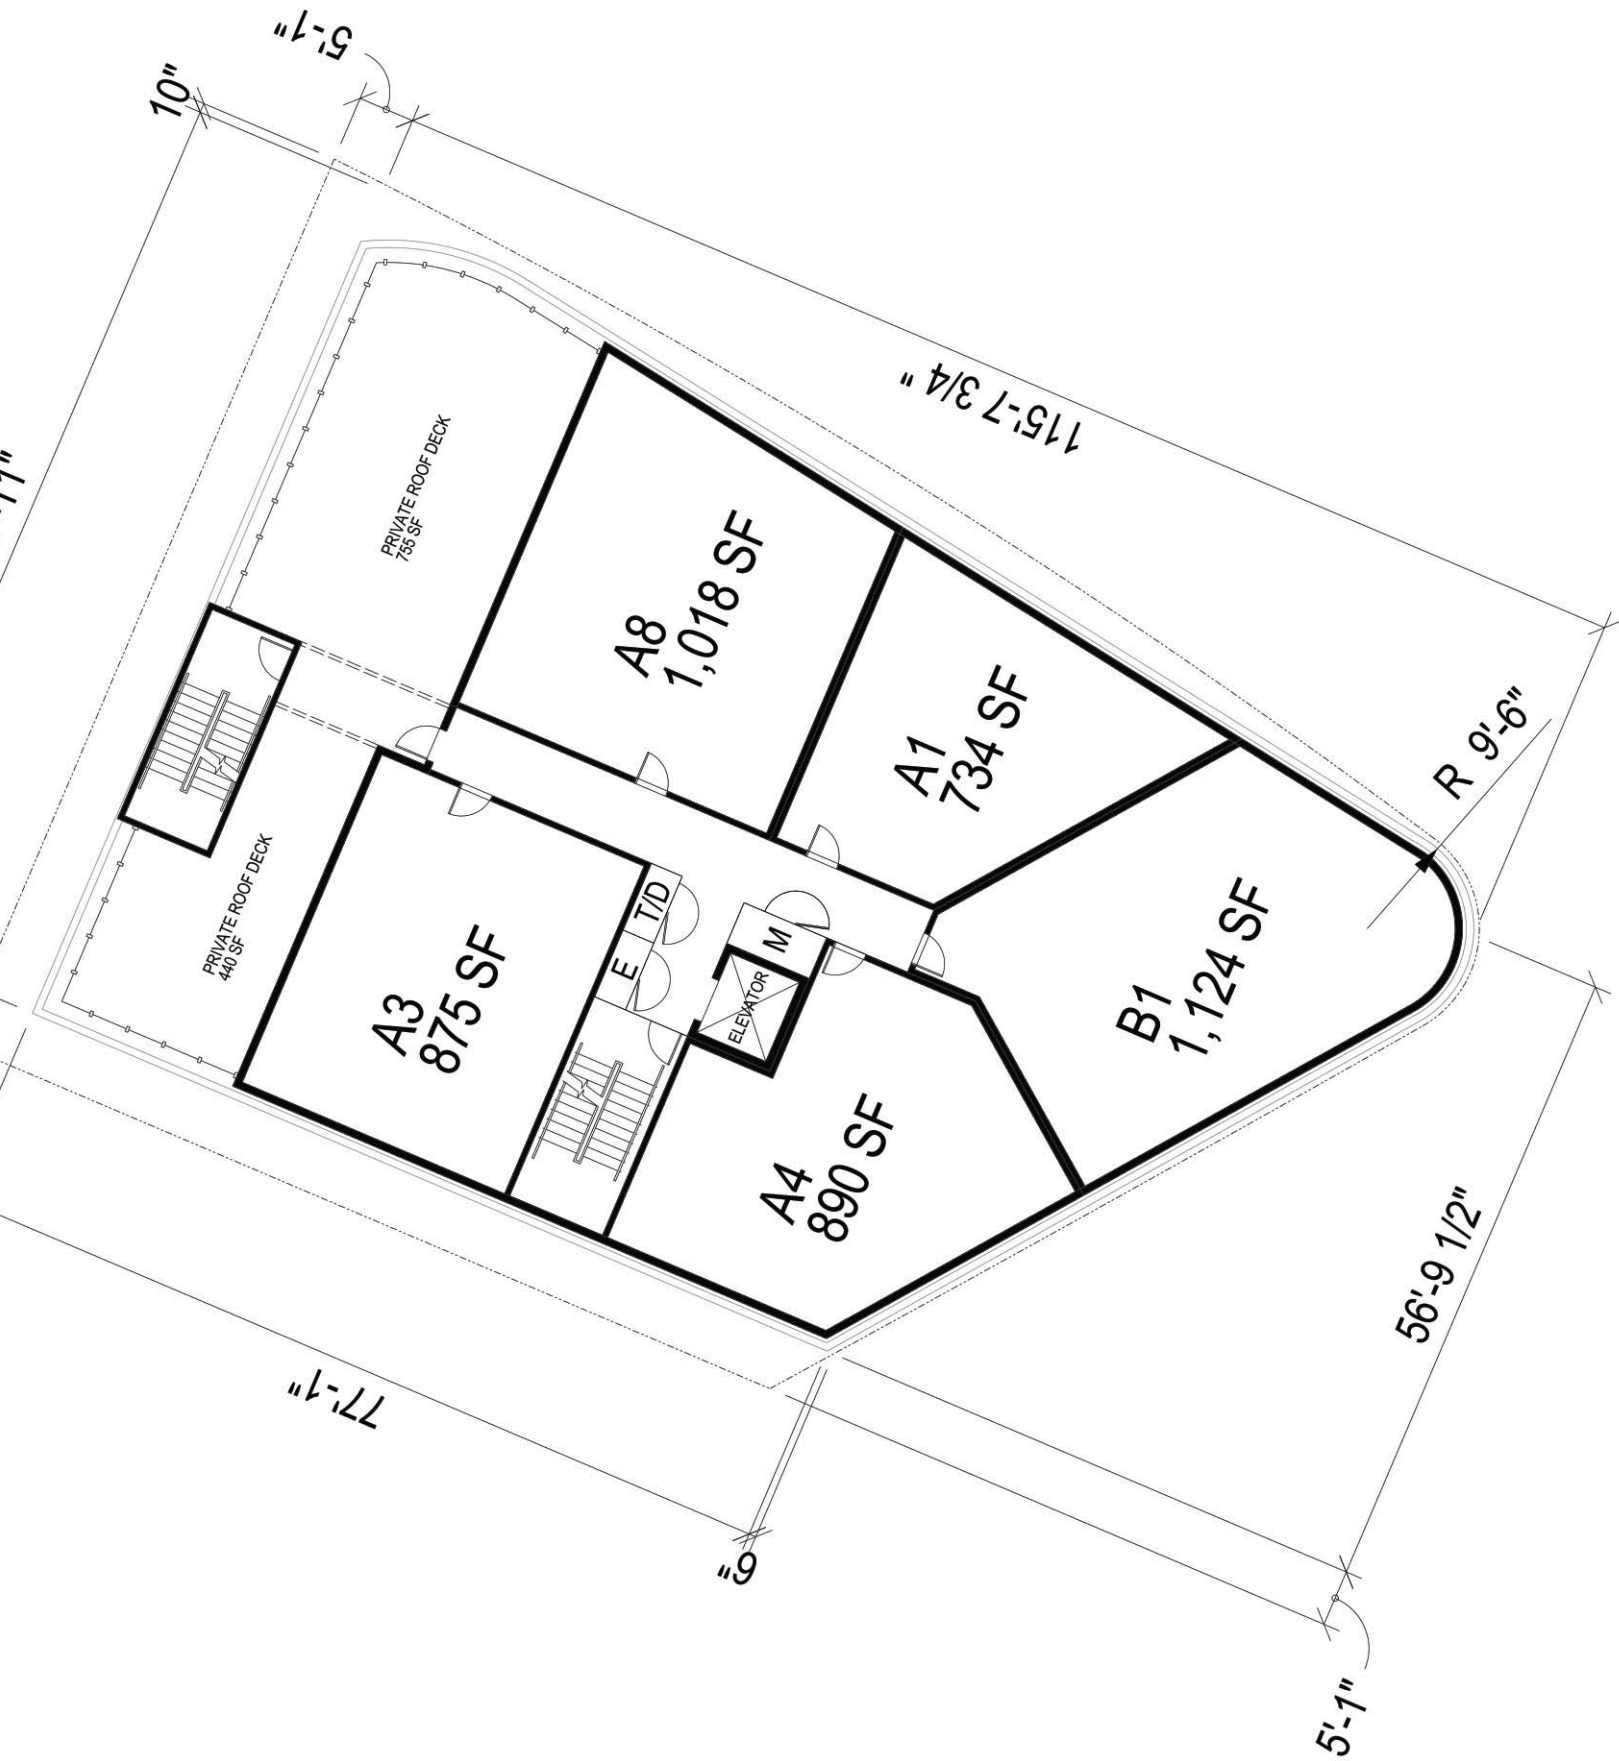 5'-1"
10"
115'-7 3/4 "
PRIVATE ROOF DECK
755 SF
A8
1,018 SF
A1
734 SF
R 9'-6"
PRIVATE ROOF DECK
440 SF
A3
875 SF
T/D
E
M
ELEVATOR
B1
1,124 SF
A4
890 SF
56'-9 1/2"
77'-1"
6"
5'-1"